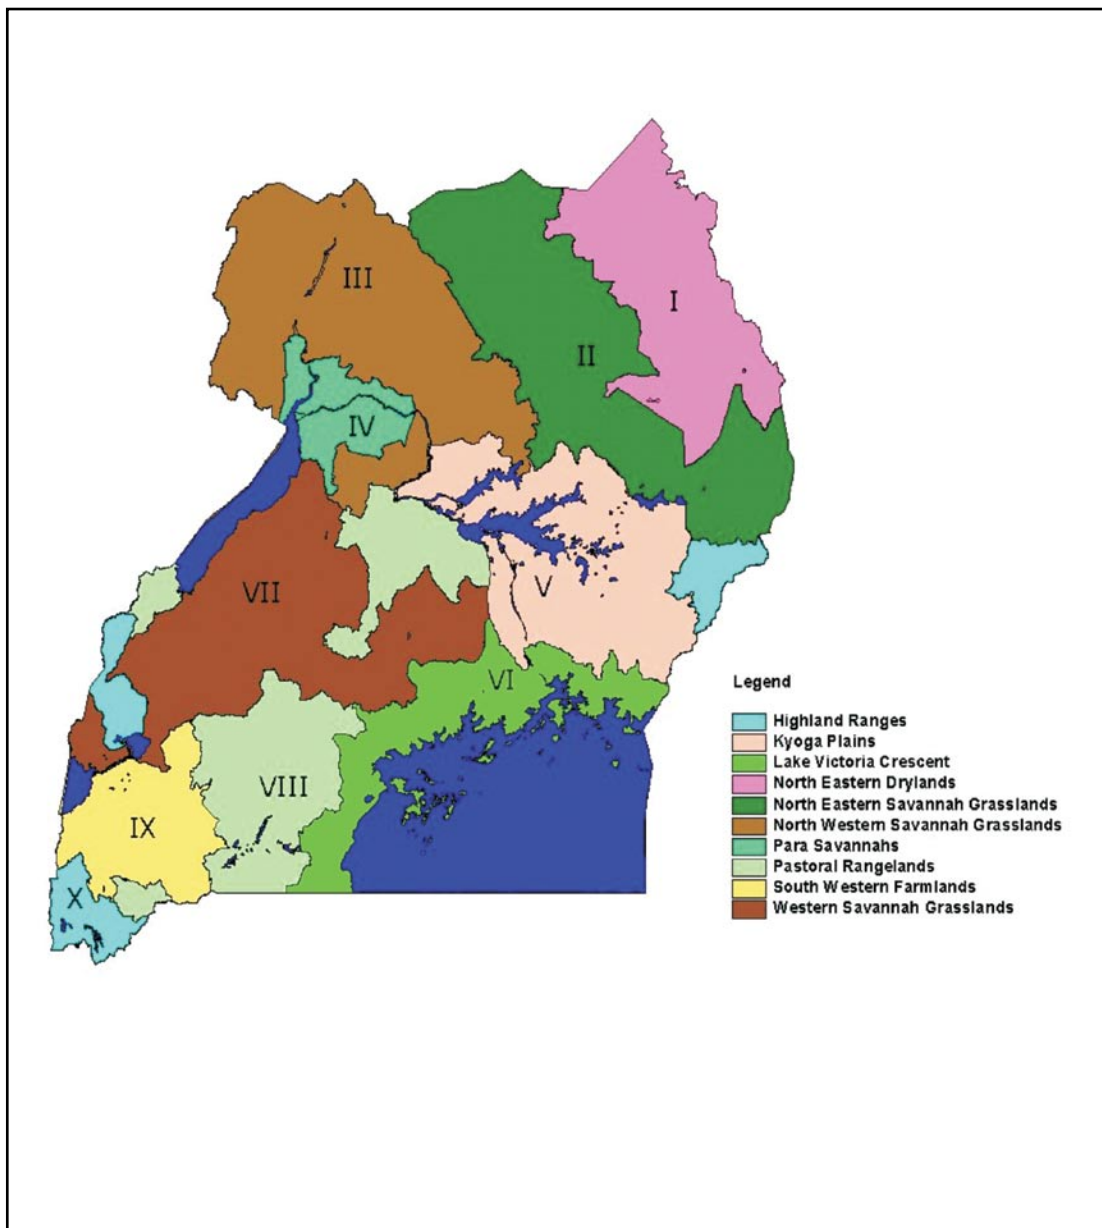 I
III
II
IV
V
VII
VI
VIII
IX
X
Legend
Highland Ranges
Kyoga Plains
Lake Victoria Crescent
North Eastern Drylands
North Eastern Savannah Grasslands
North Western Savannah Grasslands
Para Savannahs
Pastoral Rangelands
South Western Farmlands
Western Savannah Grasslands